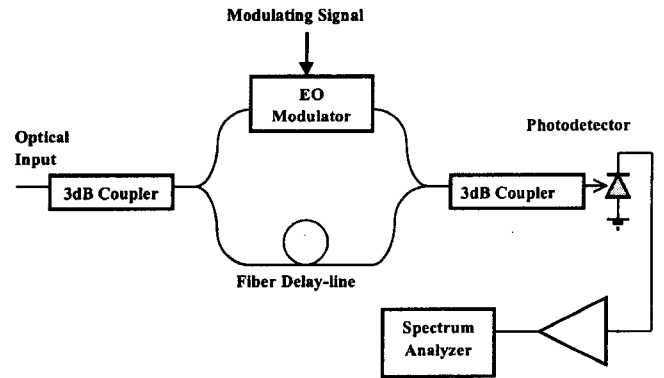 Modulating Signal
EO
Modulator
Optical
Input
3dB Coupler
Photodetector
3dB Coupler
Fiber Delay-line
Spectrum
Analyzer